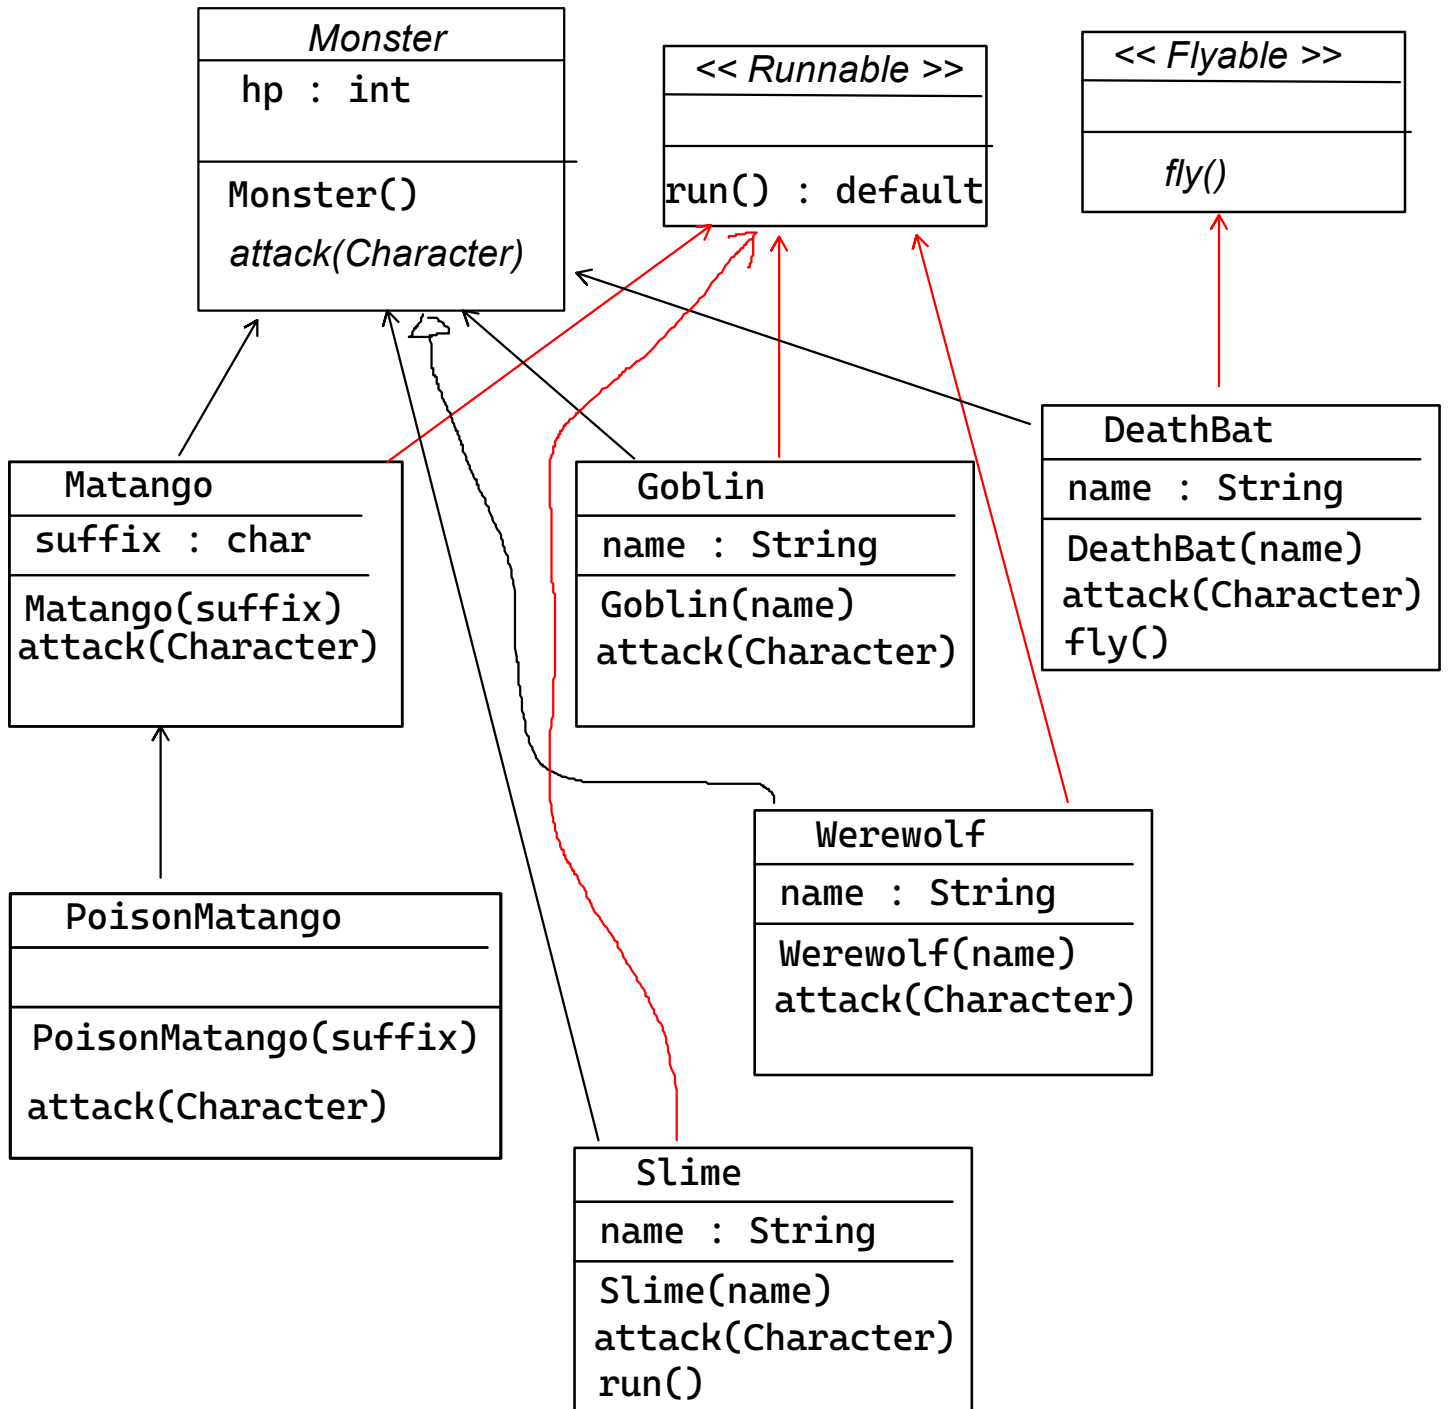 Monster
hp : int
Monster()
attack(Character)
<< Runnable >>
run() : default
<< Flyable >>
fly()
Matango
suffix : char
Matango(suffix)
attack(Character)
Goblin
name : String
Goblin(name)
attack(Character)
DeathBat
name : String
DeathBat(name)
attack(Character)
fly()
PoisonMatango
PoisonMatango(suffix)
attack(Character)
Werewolf
name : String
Werewolf(name)
attack(Character)
Slime
name : String
Slime(name)
attack(Character)
run()